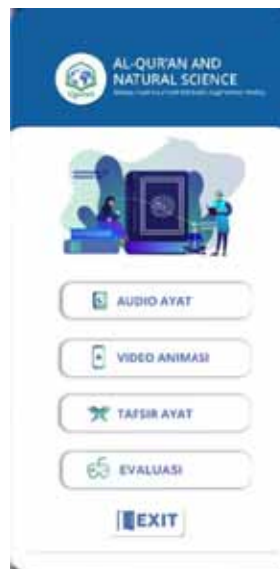 AL-QUR'AN AND
NATURAL SCIENCE
AUDIO AYAT
VIDEO ANIMASI
TAFSIR AYAT
EVALUASI
EXIT